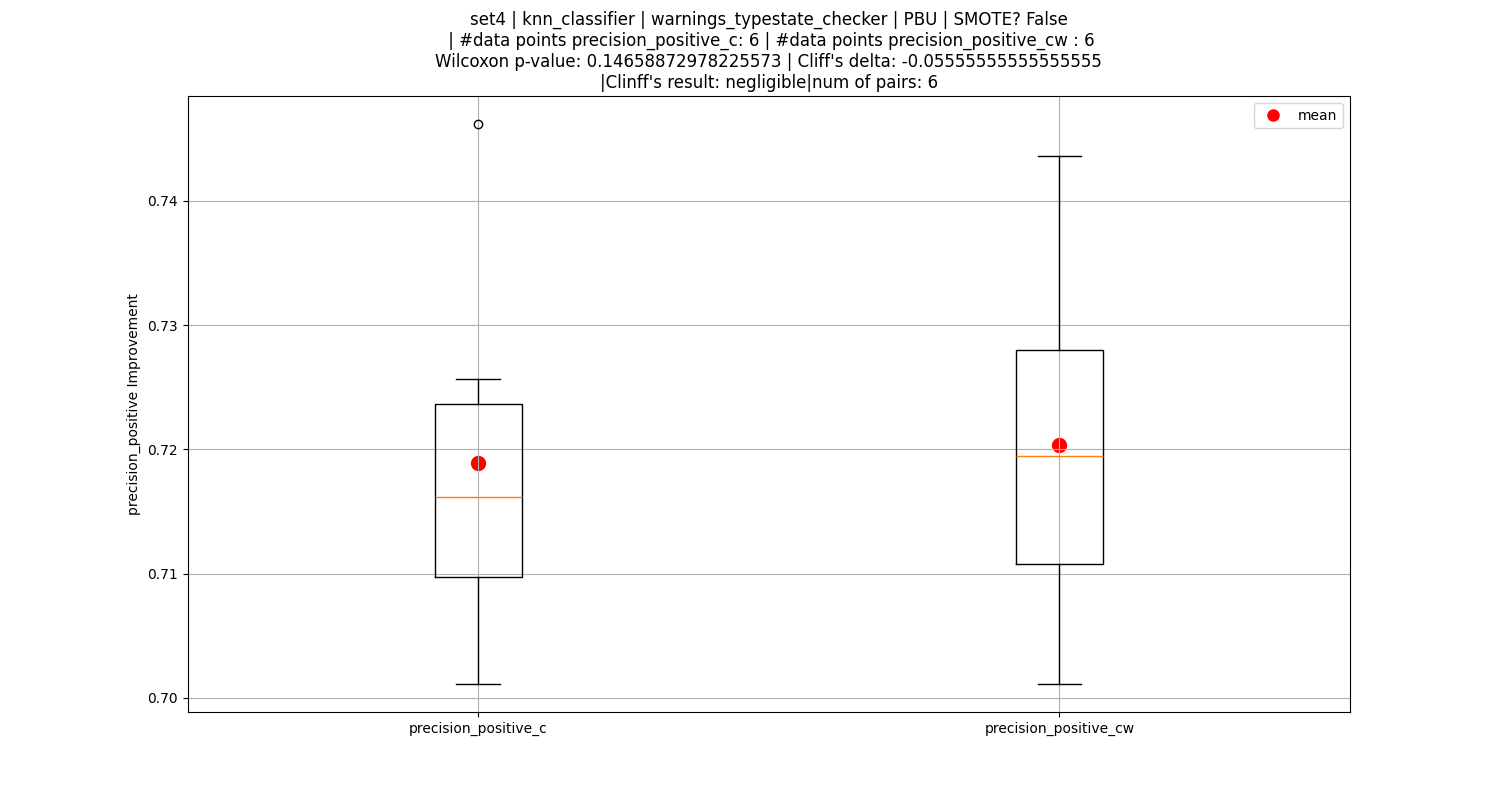 set4 | knn_classifier | warnings_typestate_checker | PBU | SMOTE? False
| #data points precision_positive_c: 6 | #data points precision_positive_cw : 6
Wilcoxon p-value: 0.14658872978225573 | Cliff's delta: -0.05555555555555555
|Clinff's result: negligible|num of pairs: 6
mean
0.74
0.73
0.72
0.71
0.70
precision_positive Improvement
precision_positive_c
precision_positive_cw